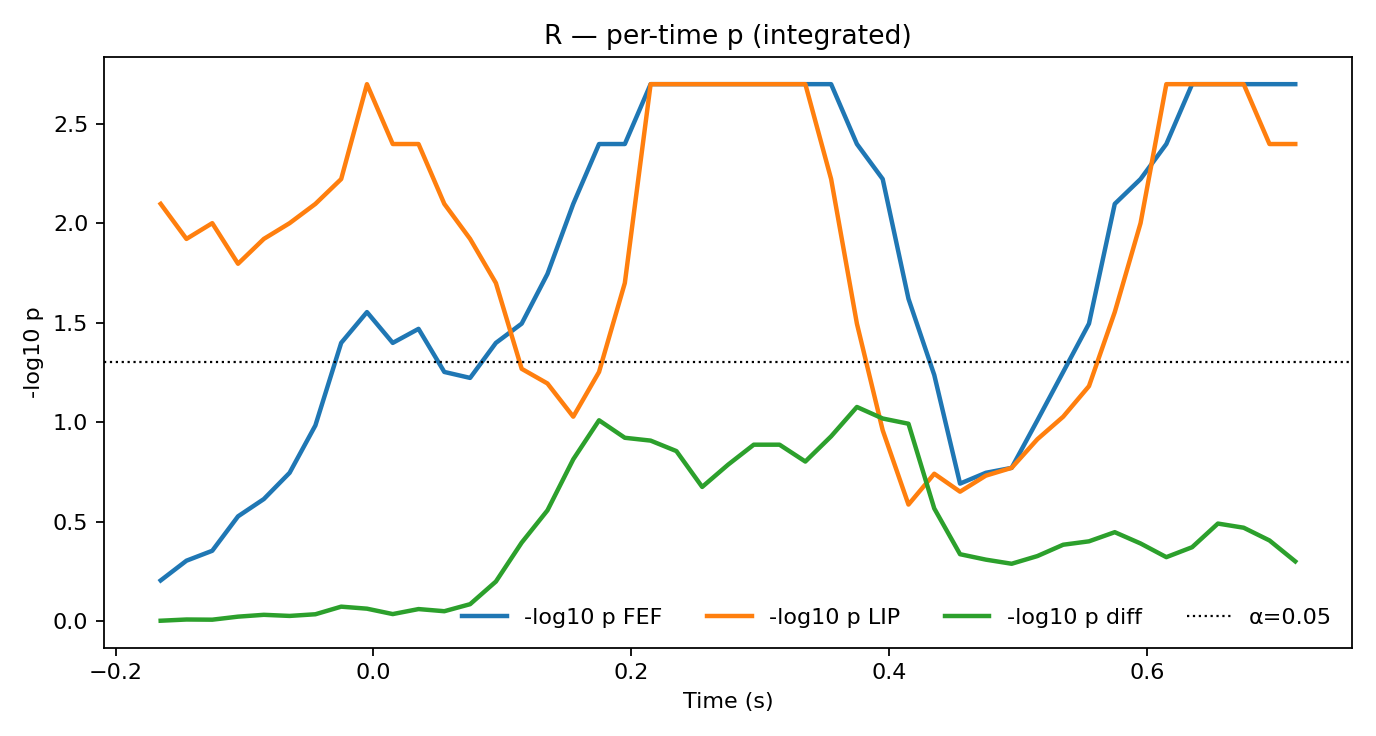 R — per-time p (integrated)
-log10 p
2.5
2.0
1.5
1.0
0.5
0.0
-log10 p FEF -log10 p LIP -log10 p diff α=0.05
−0.2 0.0 0.2 0.4 0.6
Time (s)